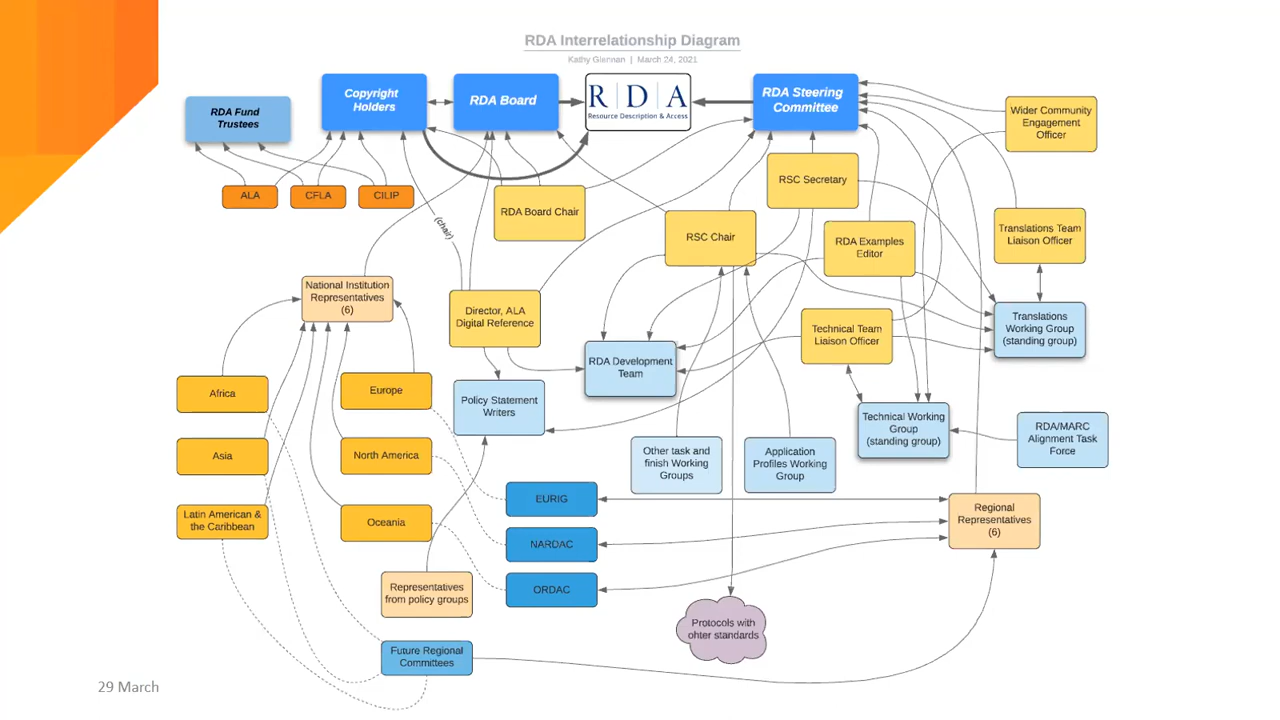 RDA Interrelationship Diagram
Kathy Glennan | March 24, 2021
RDA Fund
Trustees
Copyright
Holders
RDA Board
R D A
Resource Description & Access
RDA Steering
Committee
Wider Community
Engagement
Officer
ALA
CFLA
CILIP
(chair)
RDA Board Chair
RSC Secretary
RSC Chair
RDA Examples
Editor
Translations Team
Liaison Officer
National Institution
Representatives
(6)
Director, ALA
Digital Reference
Technical Team
Liaison Officer
Translations
Working Group
(standing group)
RDA Development
Team
Africa
Europe
Policy Statement
Writers
Technical Working
Group
(standing group)
RDA/MARC
Alignment Task
Force
Asia
North America
Other task and
finish Working
Groups
Application
Profiles Working
Group
Latin American &
the Caribbean
Oceania
EURIG
NARDAC
ORDAC
Regional
Representatives
(6)
Representatives
from policy groups
Protocols with
ohter standards
Future Regional
Committees
29 March